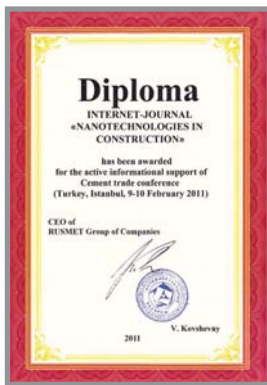 Diploma
INTERNET-JOURNAL
«NANOTECHNOLOGIES IN
CONSTRUCTION»
has been awarded
for the active informational support of
Cement trade conference
(Turkey, Istanbul, 9-10 February 2011)
CEO of
RUSMET Group of Companies
V. Kovshevny
2011